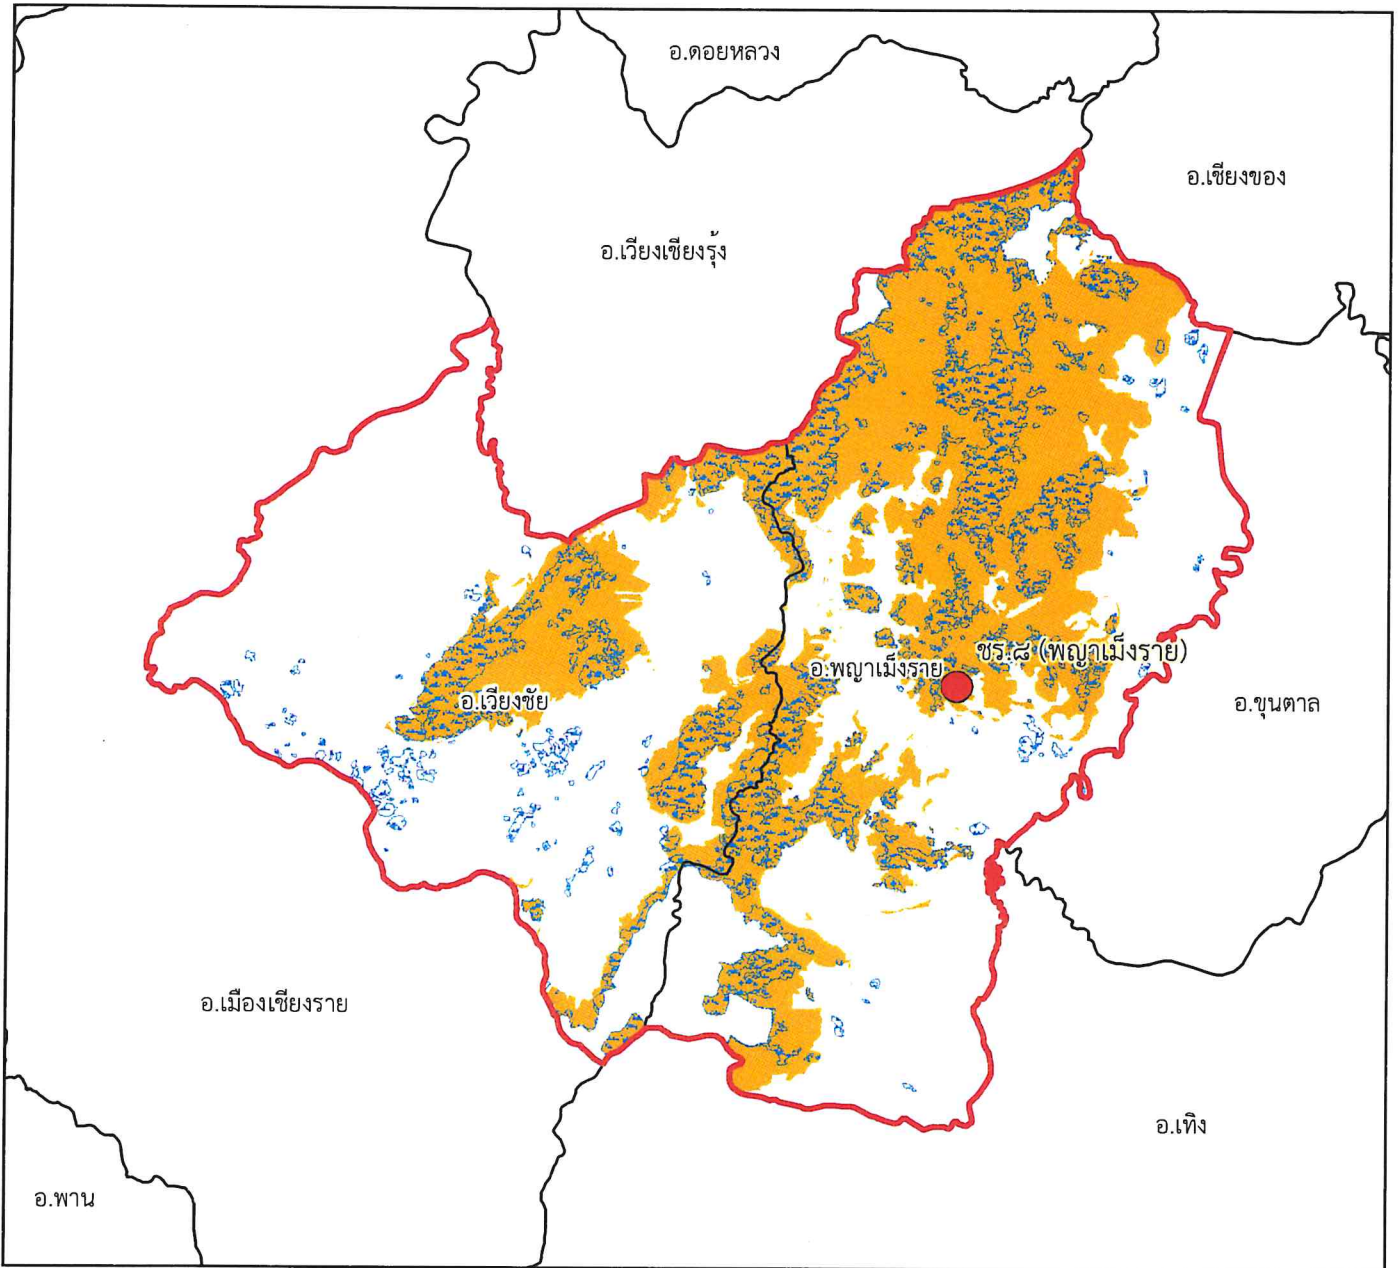 อ.ดอยหลวง
อ.เชียงของ
อ.เวียงเชียงรุ้ง
ชร.๘ (พญาเม็งราย)
อ.พญาเม็งราย
อ.เวียงชัย
อ.ขุนตาล
อ.เมืองเชียงราย
อ.เทิง
อ.พาน